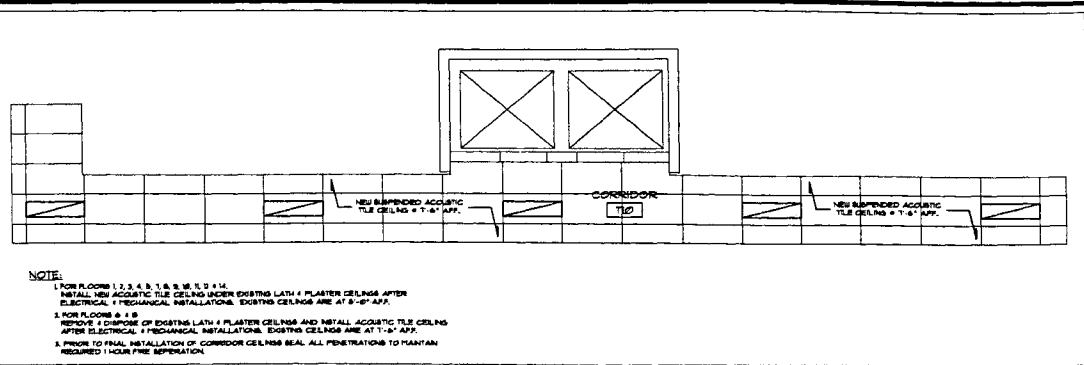 CORRIDOR
NEW SUSPENDED ACOUSTIC
TILE CEILING @ 7'-6" AFF.
NEW SUSPENDED ACOUSTIC
TILE CEILING @ 7'-6" AFF.
NOTE:
1. FOR FLOORS 1, 2, 3, 4, 5, 7, 8, 9, 10, 11, 12 & 14.
INSTALL NEW ACOUSTIC TILE CEILING UNDER EXISTING LATH & PLASTER CEILINGS AFTER
ELECTRICAL & MECHANICAL INSTALLATIONS. EXISTING CEILINGS ARE AT 8'-0" AFF.
2. FOR FLOORS 6 &
REMOVE & DISPOSE OF EXISTING LATH & PLASTER CEILINGS AND INSTALL ACOUSTIC TILE CEILING
AFTER ELECTRICAL & MECHANICAL INSTALLATIONS. EXISTING CEILINGS ARE AT 7'-6" AFF.
3. PRIOR TO FINAL INSTALLATION OF CORRIDOR CEILINGS SEAL ALL PENETRATIONS TO MAINTAN
REQUIRED 1 HOUR FIRE SEPERATION.